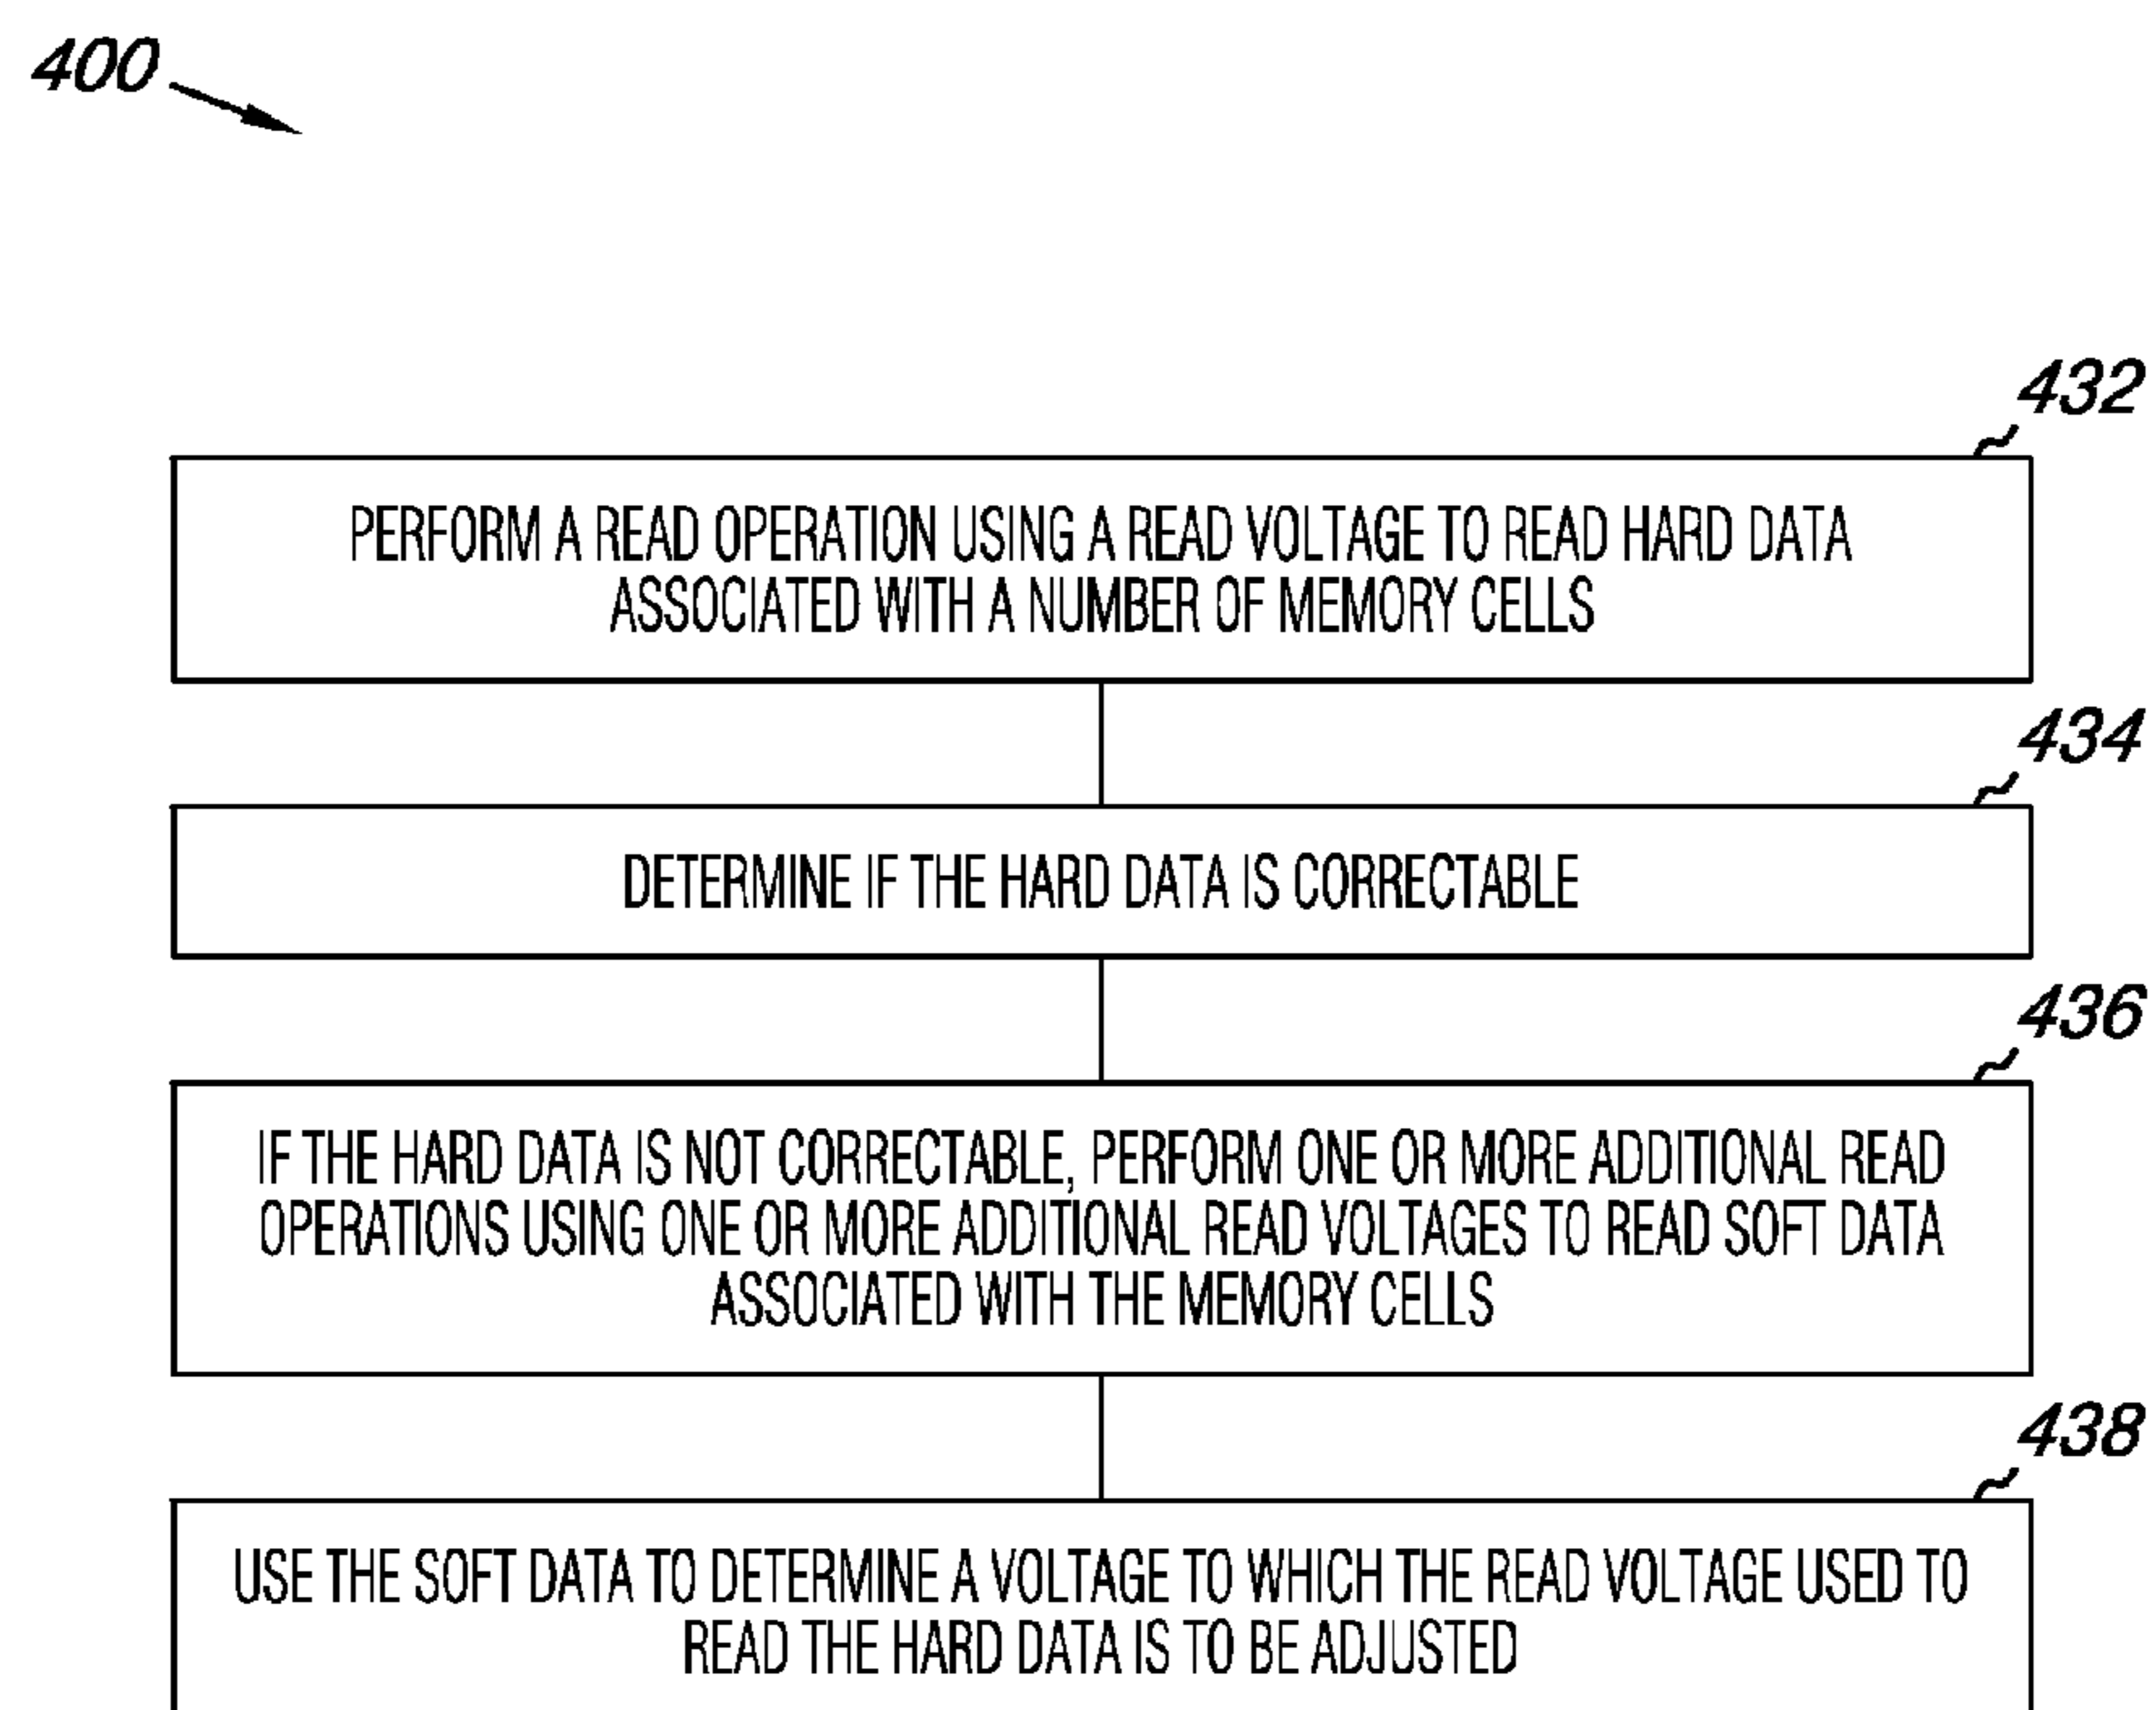 400
432
PERFORM A READ OPERATION USING A READ VOLTAGE TO READ HARD DATA
ASSOCIATED WITH A NUMBER OF MEMORY CELLS
434
DETERMINE IF THE HARD DATA IS CORRECTABLE
436
IF THE HARD DATA IS NOT CORRECTABLE, PERFORM ONE OR MORE ADDITIONAL READ
OPERATIONS USING ONE OR MORE ADDITIONAL READ VOLTAGES TO READ SOFT DATA
ASSOCIATED WITH THE MEMORY CELLS
438
USE THE SOFT DATA TO DETERMINE A VOLTAGE TO WHICH THE READ VOLTAGE USED TO
READ THE HARD DATA IS TO BE ADJUSTED